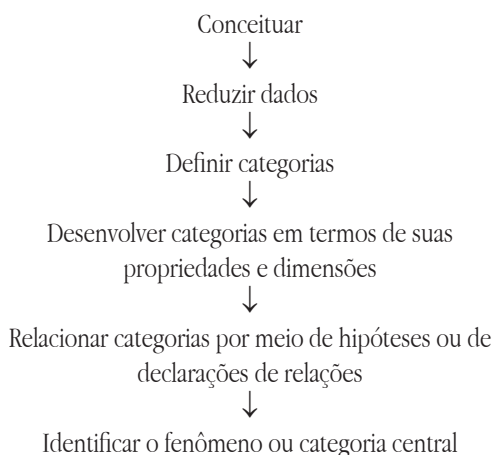 Conceituar
↓
Reduzir dados
↓
Definir categorias
↓
Desenvolver categorias em termos de suas
propriedades e dimensões
↓
Relacionar categorias por meio de hipóteses ou de
declarações de relações
↓
Identificar o fenômeno ou categoria central